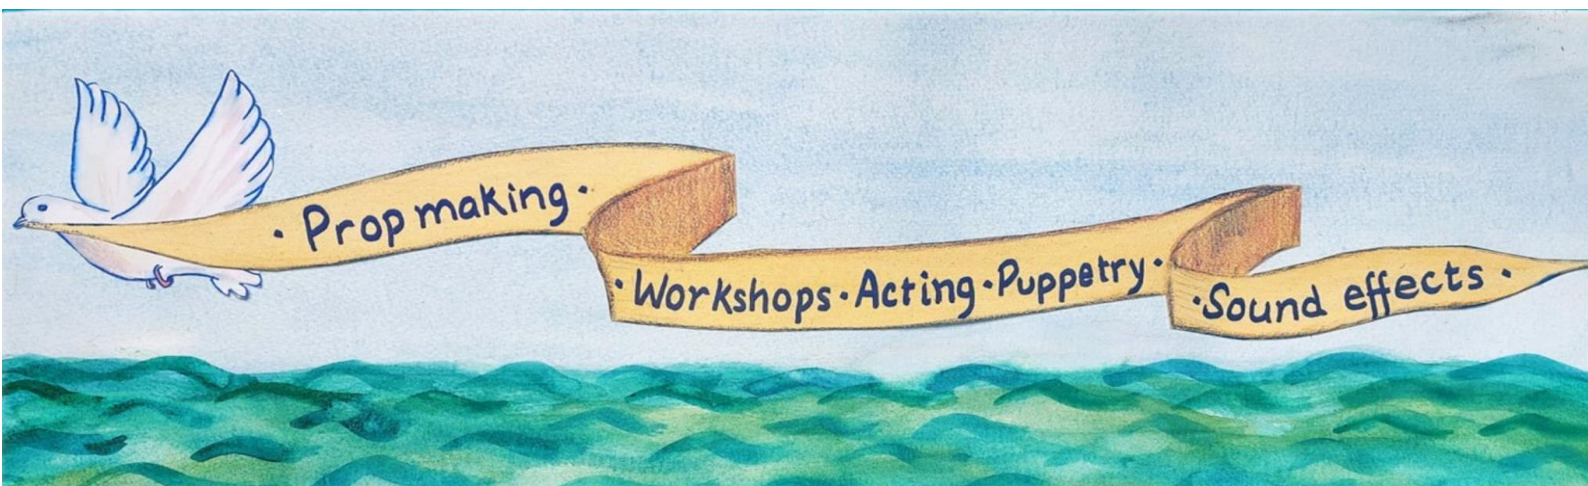 · Prop making ·
· Workshops · Acting · Puppetry ·
· Sound effects ·